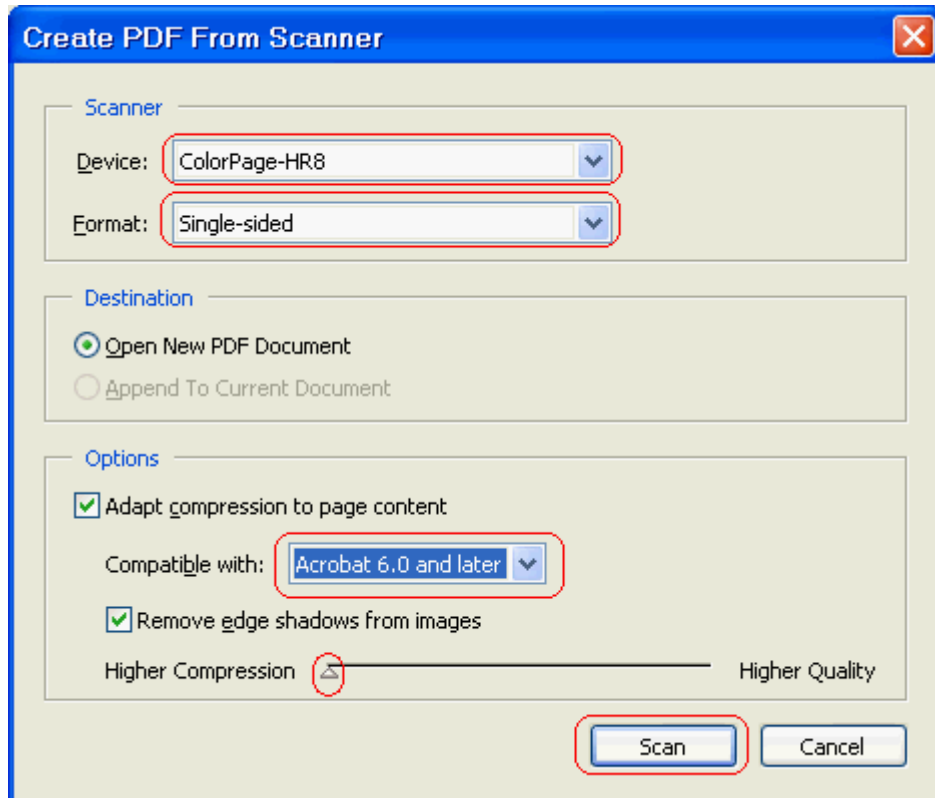 Create PDF From Scanner
Scanner
Device: ColorPage-HR8
Format: Single-sided
Destination
Open New PDF Document
Append To Current Document
Options
Adapt compression to page content
Compatible with: Acrobat 6.0 and later
Remove edge shadows from images
Higher Compression Higher Quality
Scan Cancel